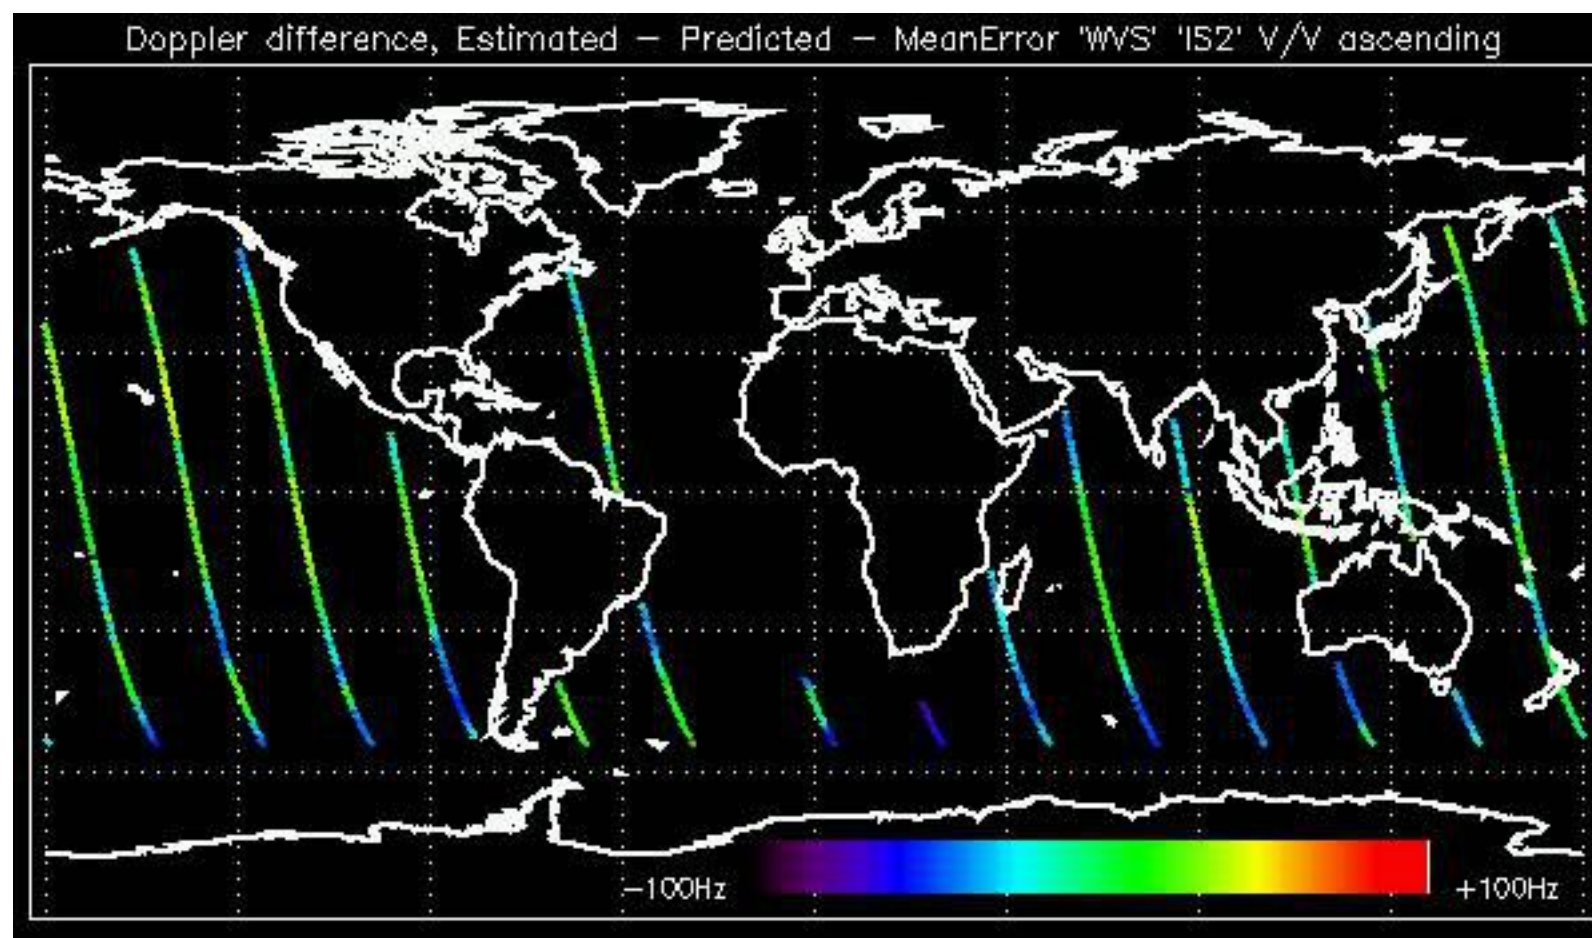 Doppler difference, Estimated - Predicted - MeanError 'WVS' 'IS2' V/V ascending
-100Hz
+100Hz